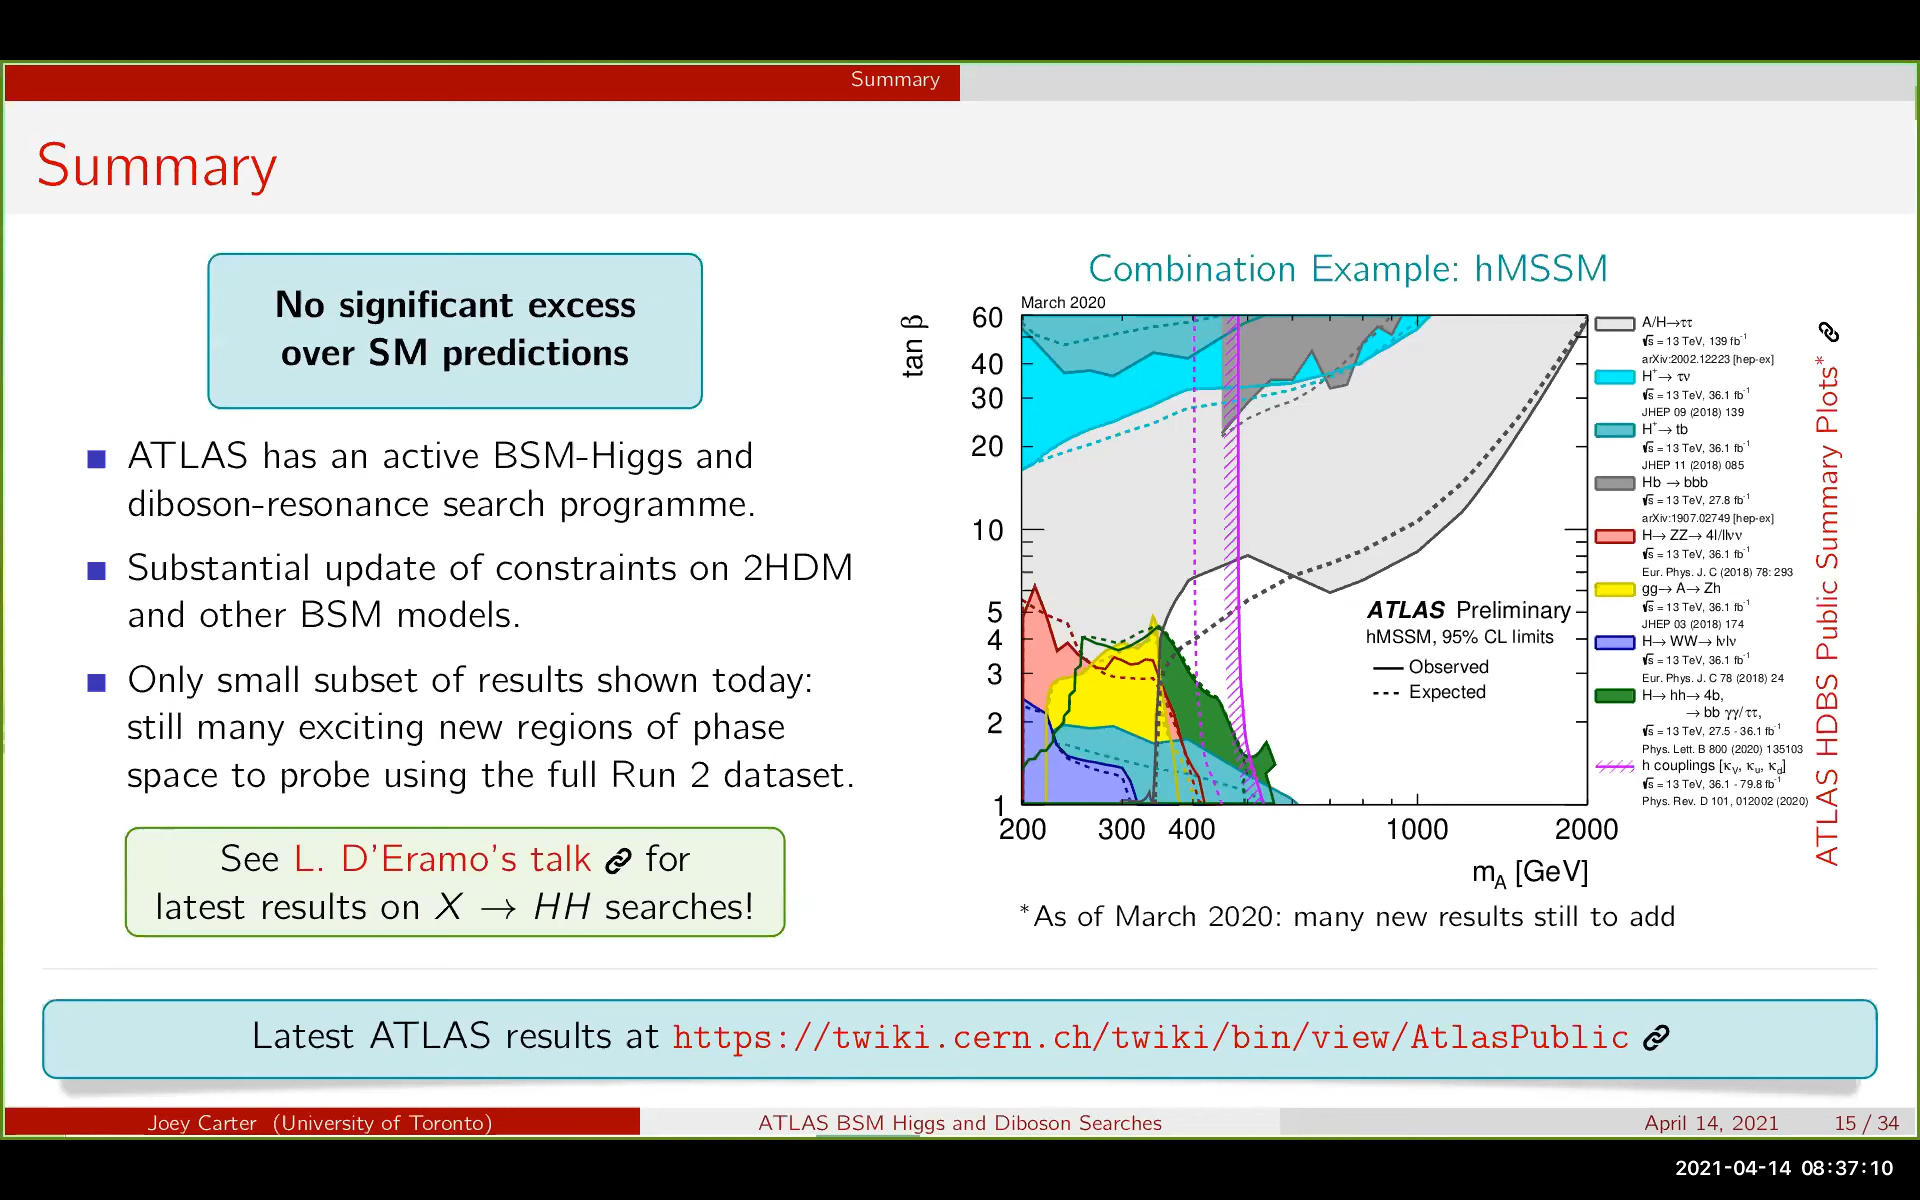 Summary
Summary
No significant excess
over SM predictions
ATLAS has an active BSM-Higgs and
diboson-resonance search programme.
Substantial update of constraints on 2HDM
and other BSM models.
Only small subset of results shown today:
still many exciting new regions of phase
space to probe using the full Run 2 dataset.
See L. D'Eramo's talk for
latest results on X → HH searches!
Combination Example: hMSSM
March 2020
tan β
60
40
30
20
10
5
4
3
2
1
200 300 400 1000 2000
m_A [GeV]
ATLAS Preliminary
hMSSM, 95% CL limits
Observed
Expected
A/H→ττ
√s = 13 TeV, 139 fb⁻¹
arXiv:2002.12223 [hep-ex]
H⁺→ τν
√s = 13 TeV, 36.1 fb⁻¹
JHEP 09 (2018) 139
H⁺→ tb
√s = 13 TeV, 36.1 fb⁻¹
JHEP 11 (2018) 085
Hb → bbb
√s = 13 TeV, 27.8 fb⁻¹
arXiv:1907.02749 [hep-ex]
H→ ZZ→ 4l/llνν
√s = 13 TeV, 36.1 fb⁻¹
Eur. Phys. J. C (2018) 78: 293
gg→ A→ Zh
√s = 13 TeV, 36.1 fb⁻¹
JHEP 03 (2018) 174
H→ WW→ lνlν
√s = 13 TeV, 36.1 fb⁻¹
Eur. Phys. J. C 78 (2018) 24
H→ hh→ 4b,
→ bb γγ/ττ,
√s = 13 TeV, 27.5 - 36.1 fb⁻¹
Phys. Lett. B 800 (2020) 135103
h couplings [κ_V, κ_u, κ_d]
√s = 13 TeV, 36.1 - 79.8 fb⁻¹
Phys. Rev. D 101, 012002 (2020)
ATLAS HDBS Public Summary Plots*
*As of March 2020: many new results still to add
Latest ATLAS results at https://twiki.cern.ch/twiki/bin/view/AtlasPublic
Joey Carter (University of Toronto) ATLAS BSM Higgs and Diboson Searches April 14, 2021 15 / 34
2021-04-14 08:37:10